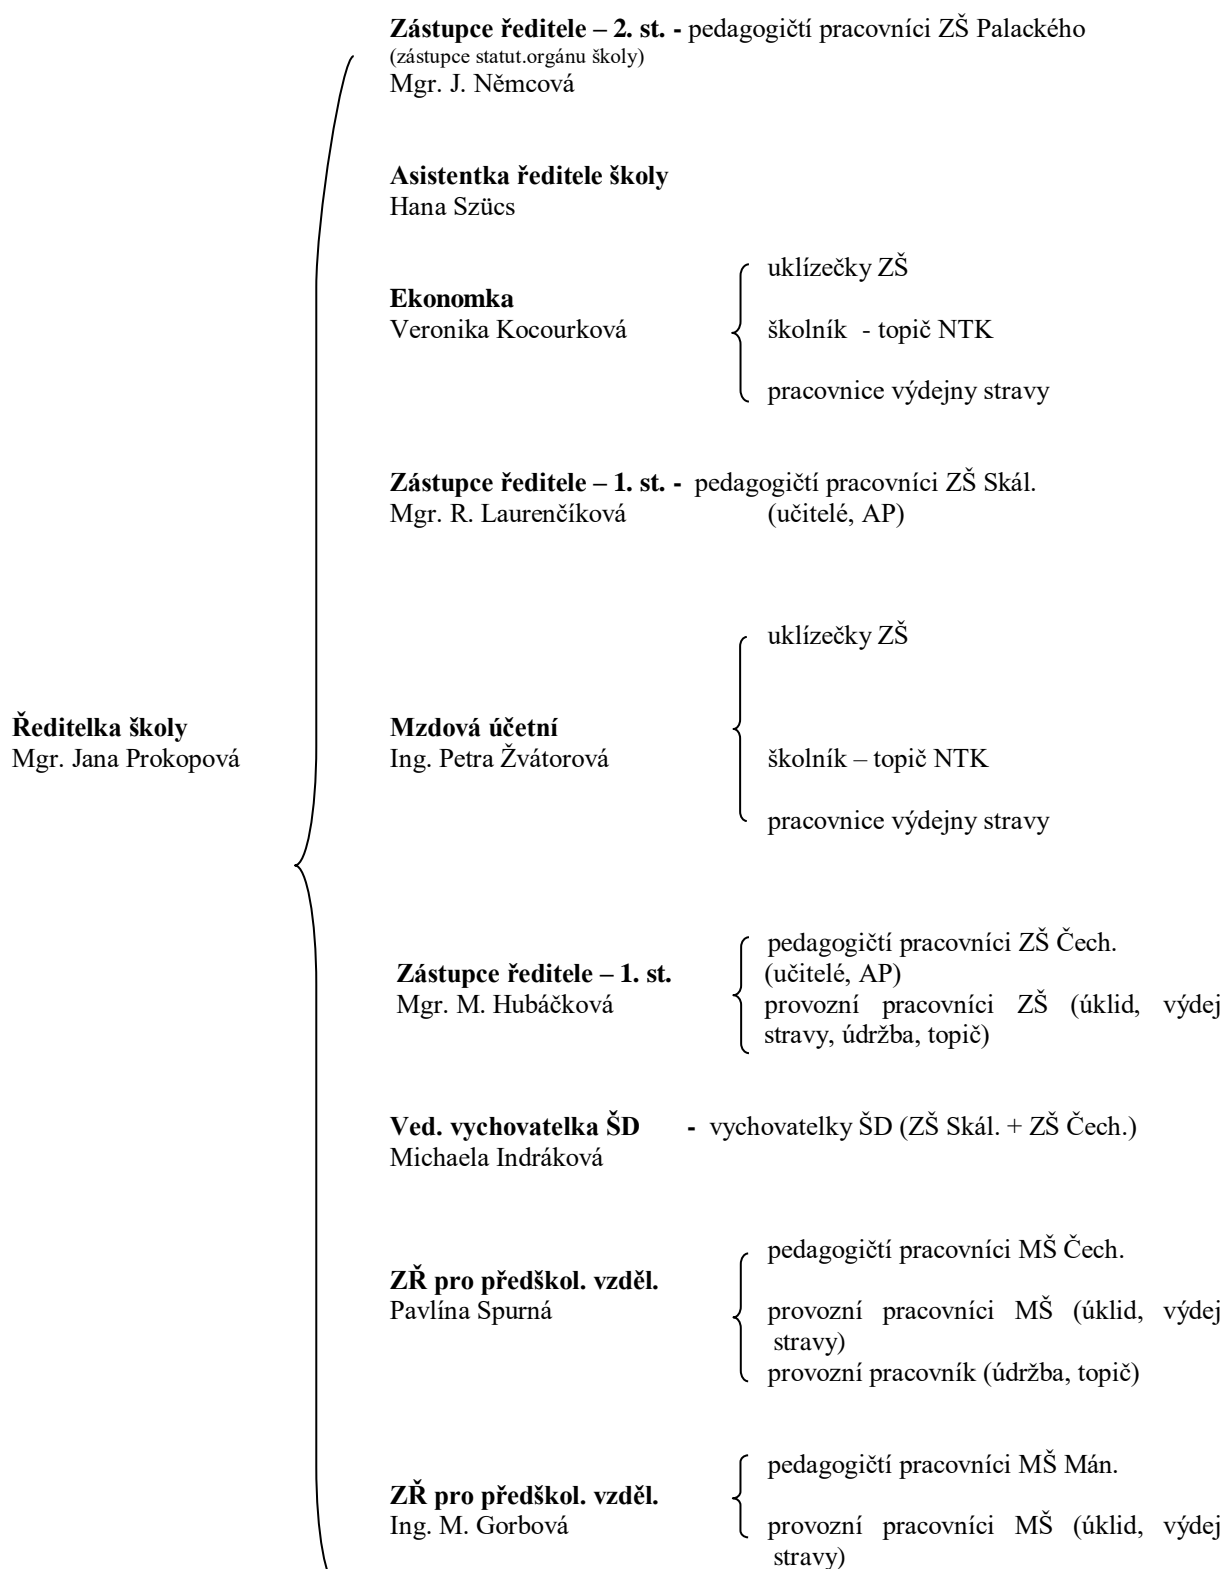 Zástupce ředitele – 2. st. - pedagogičtí pracovníci ZŠ Palackého
(zástupce statut.orgánu školy)
Mgr. J. Němcová
Asistentka ředitele školy
Hana Szücs
uklízečky ZŠ
Ekonomka
Veronika Kocourková
školník - topič NTK
pracovnice výdejny stravy
Zástupce ředitele – 1. st. - pedagogičtí pracovníci ZŠ Skál.
Mgr. R. Laurenčíková (učitelé, AP)
uklízečky ZŠ
Ředitelka školy
Mgr. Jana Prokopová
Mzdová účetní
Ing. Petra Žvátorová
školník – topič NTK
pracovnice výdejny stravy
pedagogičtí pracovníci ZŠ Čech.
Zástupce ředitele – 1. st. (učitelé, AP)
Mgr. M. Hubáčková provozní pracovníci ZŠ (úklid, výdej
stravy, údržba, topič)
Ved. vychovatelka ŠD - vychovatelky ŠD (ZŠ Skál. + ZŠ Čech.)
Michaela Indráková
pedagogičtí pracovníci MŠ Čech.
ZŘ pro předškol. vzděl.
Pavlína Spurná provozní pracovníci MŠ (úklid, výdej
stravy)
provozní pracovník (údržba, topič)
pedagogičtí pracovníci MŠ Mán.
ZŘ pro předškol. vzděl.
Ing. M. Gorbová provozní pracovníci MŠ (úklid, výdej
stravy)